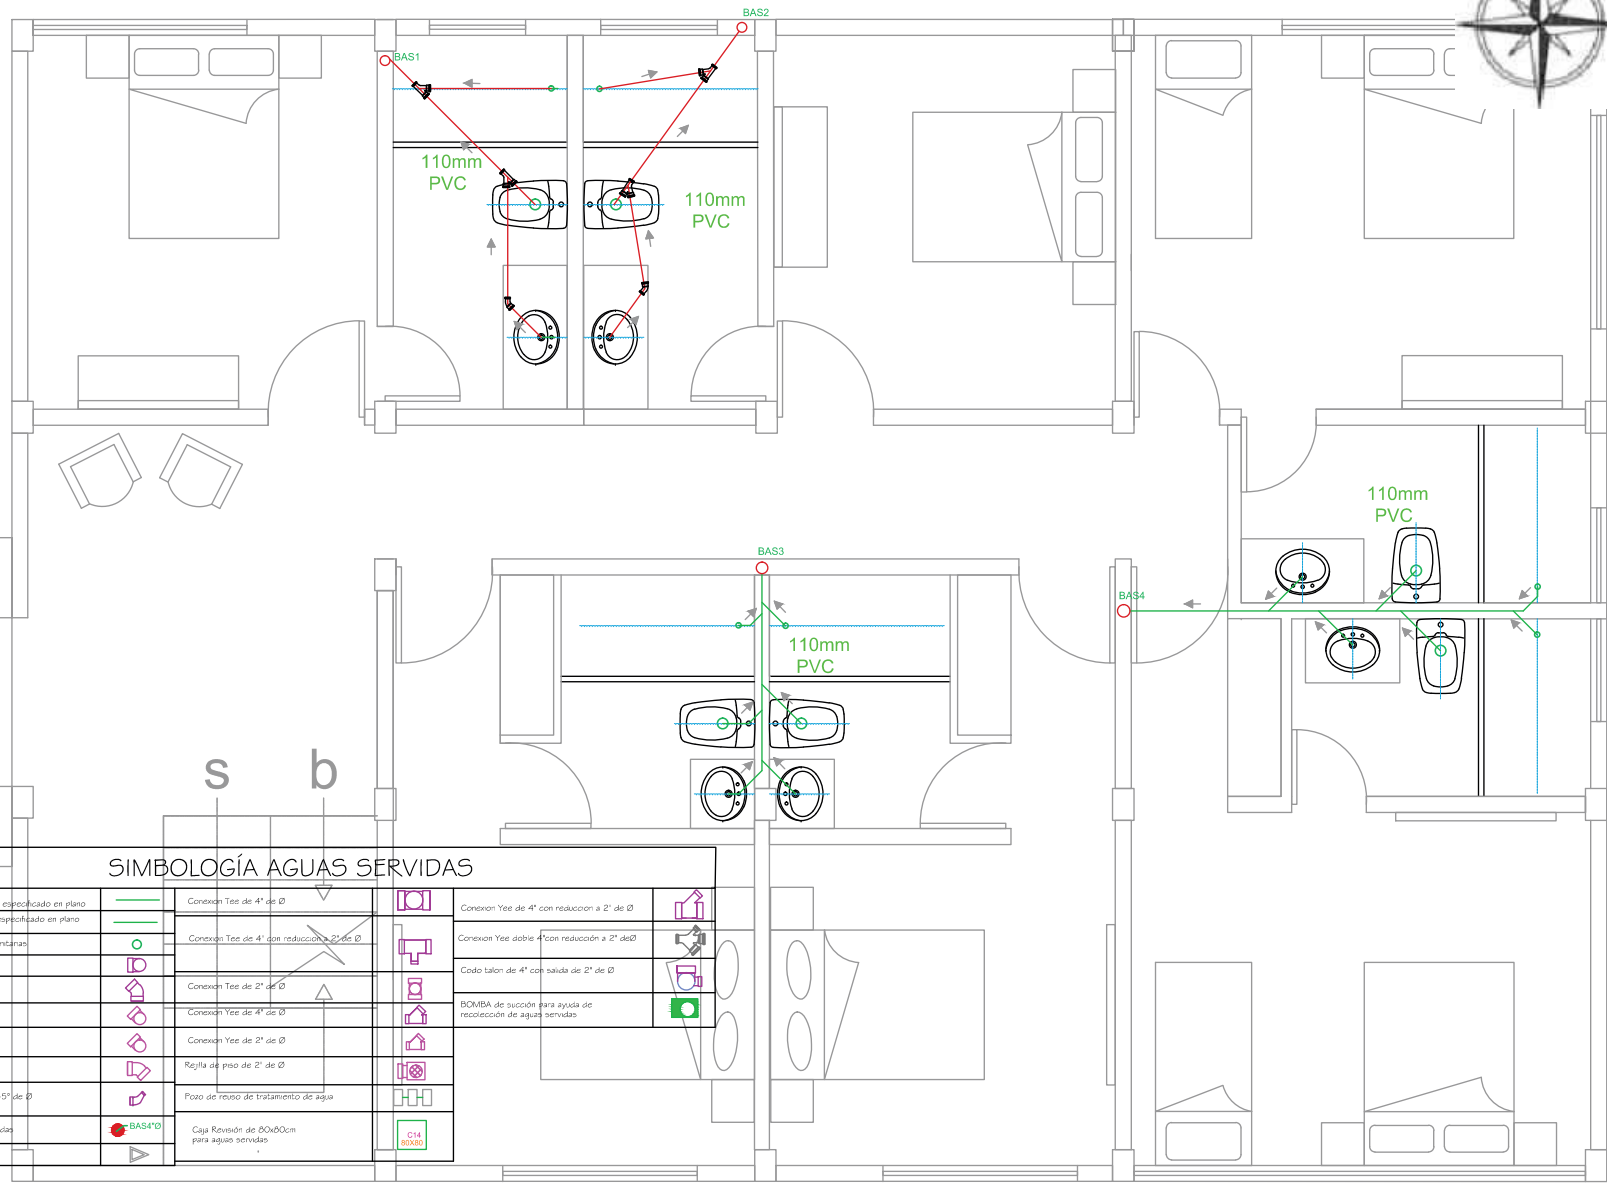 BAS2
BAS1
110mm
PVC
110mm
PVC
110mm
PVC
BAS3
BAS4
110mm
PVC
s
b
SIMBOLOGÍA AGUAS SERVIDAS
especificado en plano
especificado en plano
nitarias
5° de Ø
das
BAS4"Ø
Conexion Tee de 4" de Ø
Conexion Tee de 4" con reduccion a 2" de Ø
Conexion Tee de 2" de Ø
Conexion Yee de 4" de Ø
Conexion Yee de 2" de Ø
Rejilla de piso de 2" de Ø
Pozo de reuso de tratamiento de agua
Caja Revisión de 80x80cm
para aguas servidas
C14
80X80
Conexion Yee de 4" con reduccion a 2" de Ø
Conexion Yee doble 4"con reducción a 2" deØ
Codo talon de 4" con salida de 2" de Ø
BOMBA de succión para ayuda de
recolección de aguas servidas